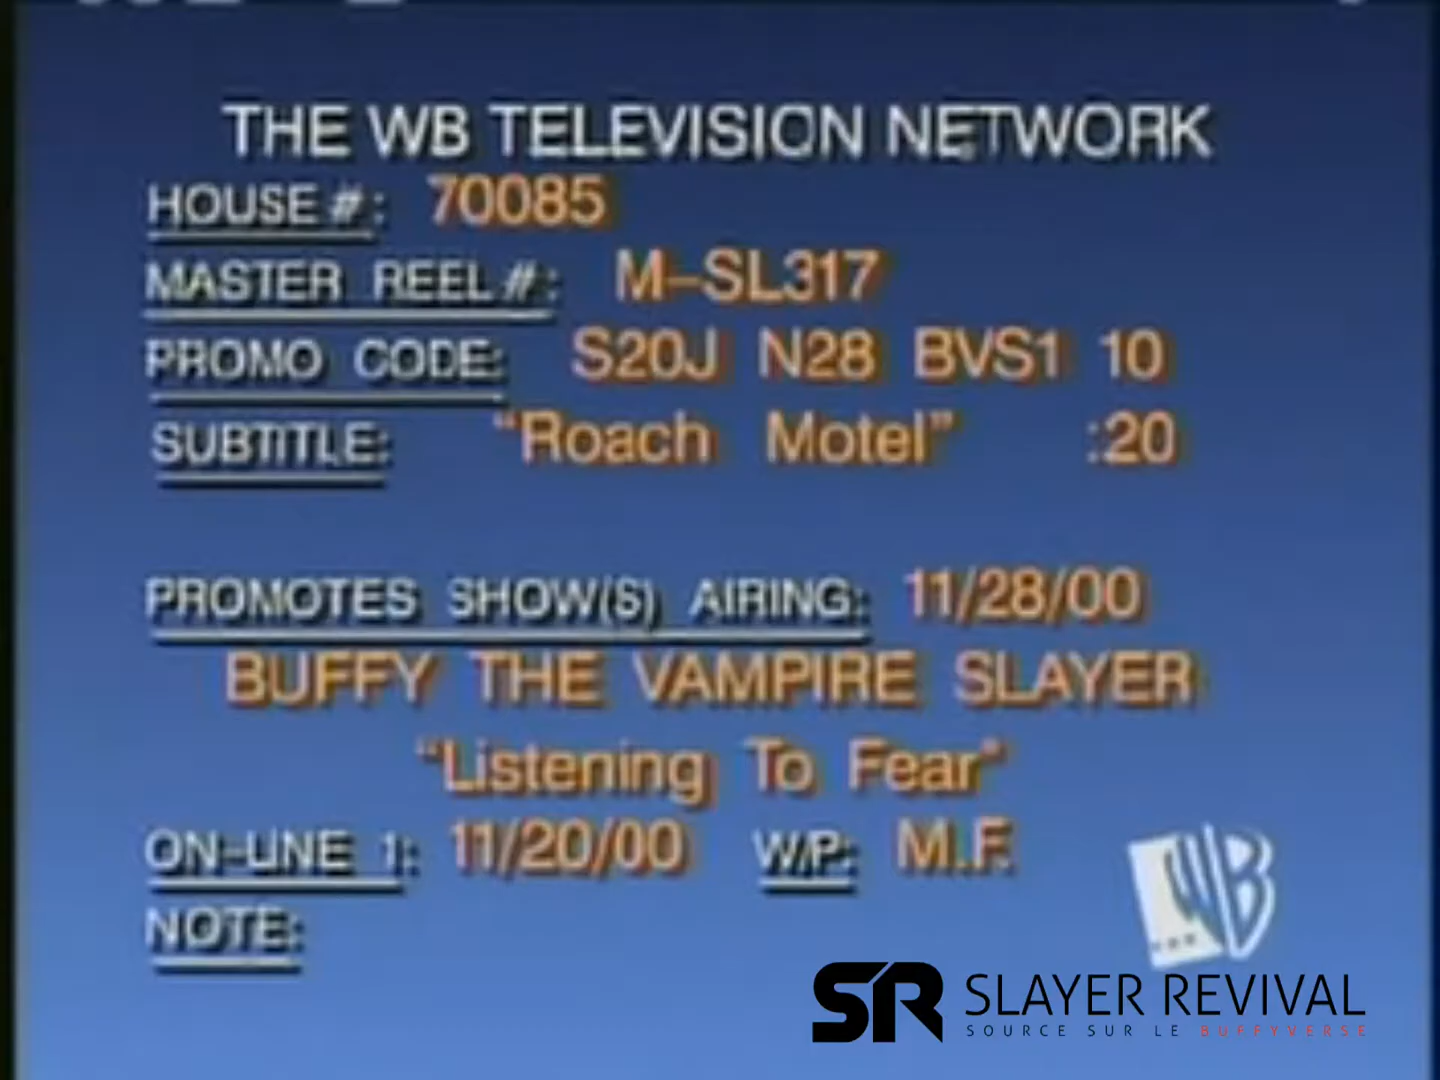 THE WB TELEVISION NETWORK
HOUSE #: 70085
MASTER REEL #: M-SL317
PROMO CODE: S20J N28 BVS1 10
SUBTITLE: "Roach Motel" :20
PROMOTES SHOW(S) AIRING: 11/28/00
BUFFY THE VAMPIRE SLAYER
"Listening To Fear"
ON-LINE 1: 11/20/00 W/P: M.F.
NOTE:
THE WB
SR SLAYER REVIVAL
SOURCE SUR LE BUFFYVERSE